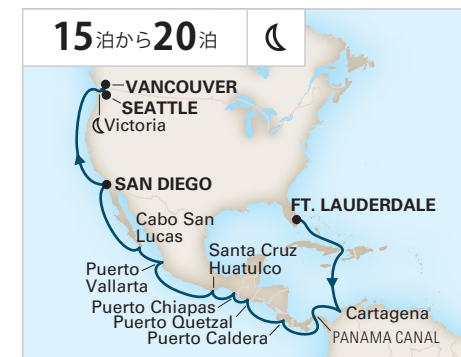 15泊から20泊
VANCOUVER
SEATTLE
Victoria
SAN DIEGO
FT. LAUDERDALE
Cabo San
Lucas
Santa Cruz
Huatulco
Puerto
Vallarta
Puerto Chiapas
Puerto Quetzal
Puerto Caldera
Cartagena
PANAMA CANAL